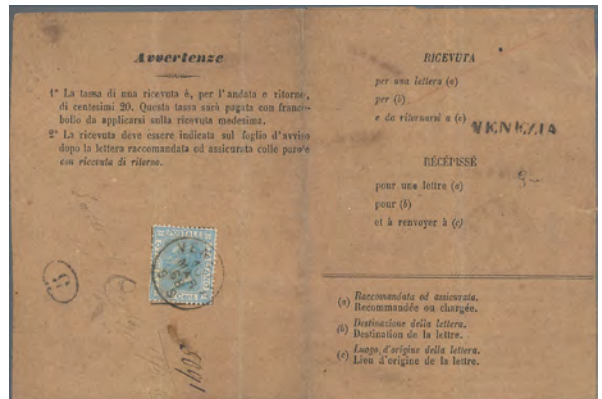 Avvertenze
1° La tassa di una ricevuta è, per l'andata e ritorno,
di centesimi 20. Questa tassa sarà pagata con franco-
bollo da applicarsi sulla ricevuta medesima.
2° La ricevuta deve essere indicata sul foglio d'avviso
dopo la lettera raccomandata od assicurata colle parole
con ricevuta di ritorno.
RICEVUTA
per una lettera (a)
per (b)
e da ritornarsi a (c)
VENEZIA
RÉCÉPISSÉ
pour une lettre (a)
pour (b)
et à renvoyer à (c)
(a) Raccomandata od assicurata.
Recommandée ou chargée.
(b) Destinazione della lettera.
Destination de la lettre.
(c) Luogo d'origine della lettera.
Lieu d'origine de la lettre.